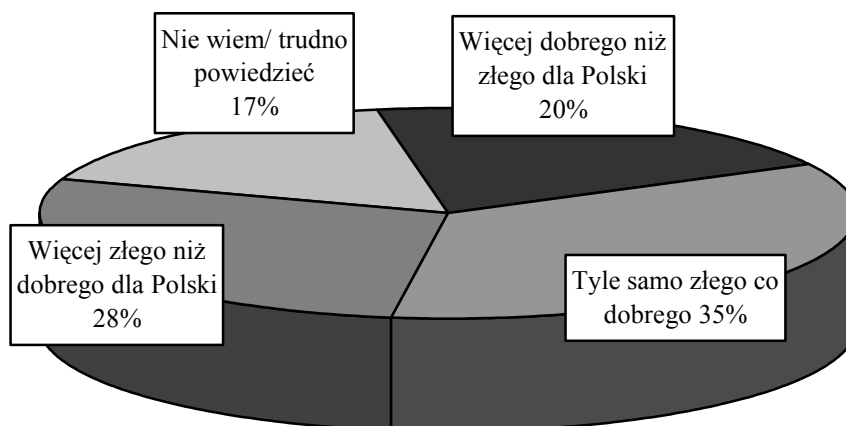 Nie wiem/ trudno
powiedzieć
17%
Więcej dobrego niż
złego dla Polski
20%
Więcej złego niż
dobrego dla Polski
28%
Tyle samo złego co
dobrego 35%